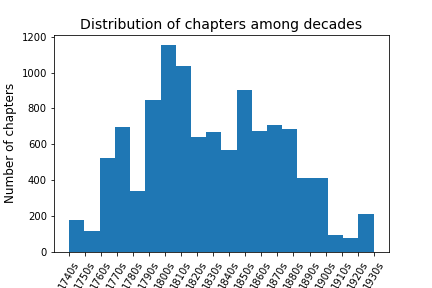 Distribution of chapters among decades
Number of chapters
1200
1000
800
600
400
200
0
1740s
1750s
1760s
1770s
1780s
1790s
1800s
1810s
1820s
1830s
1840s
1850s
1860s
1870s
1880s
1890s
1900s
1910s
1920s
1930s